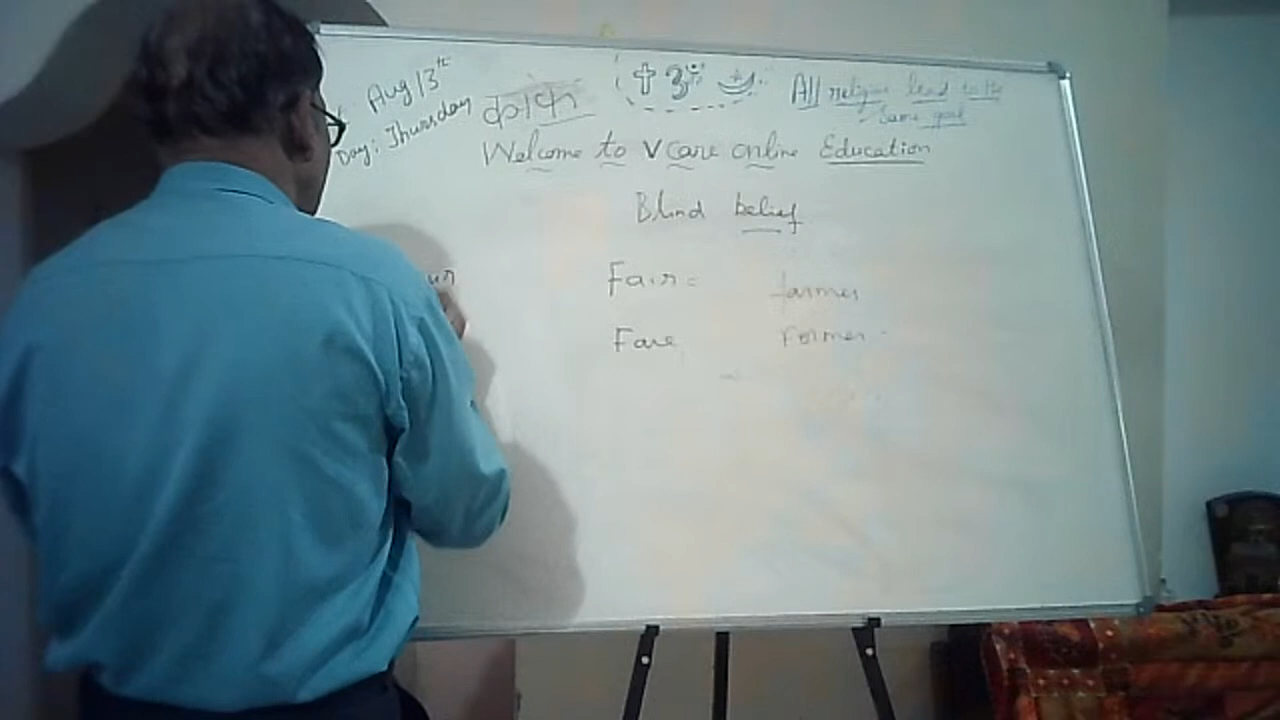 Aug 13th
Day: Thursday
ॐ
All religion lead to the
same goal
Welcome to V Care online Education
Blind belief
Fair = farmer
Fare Former